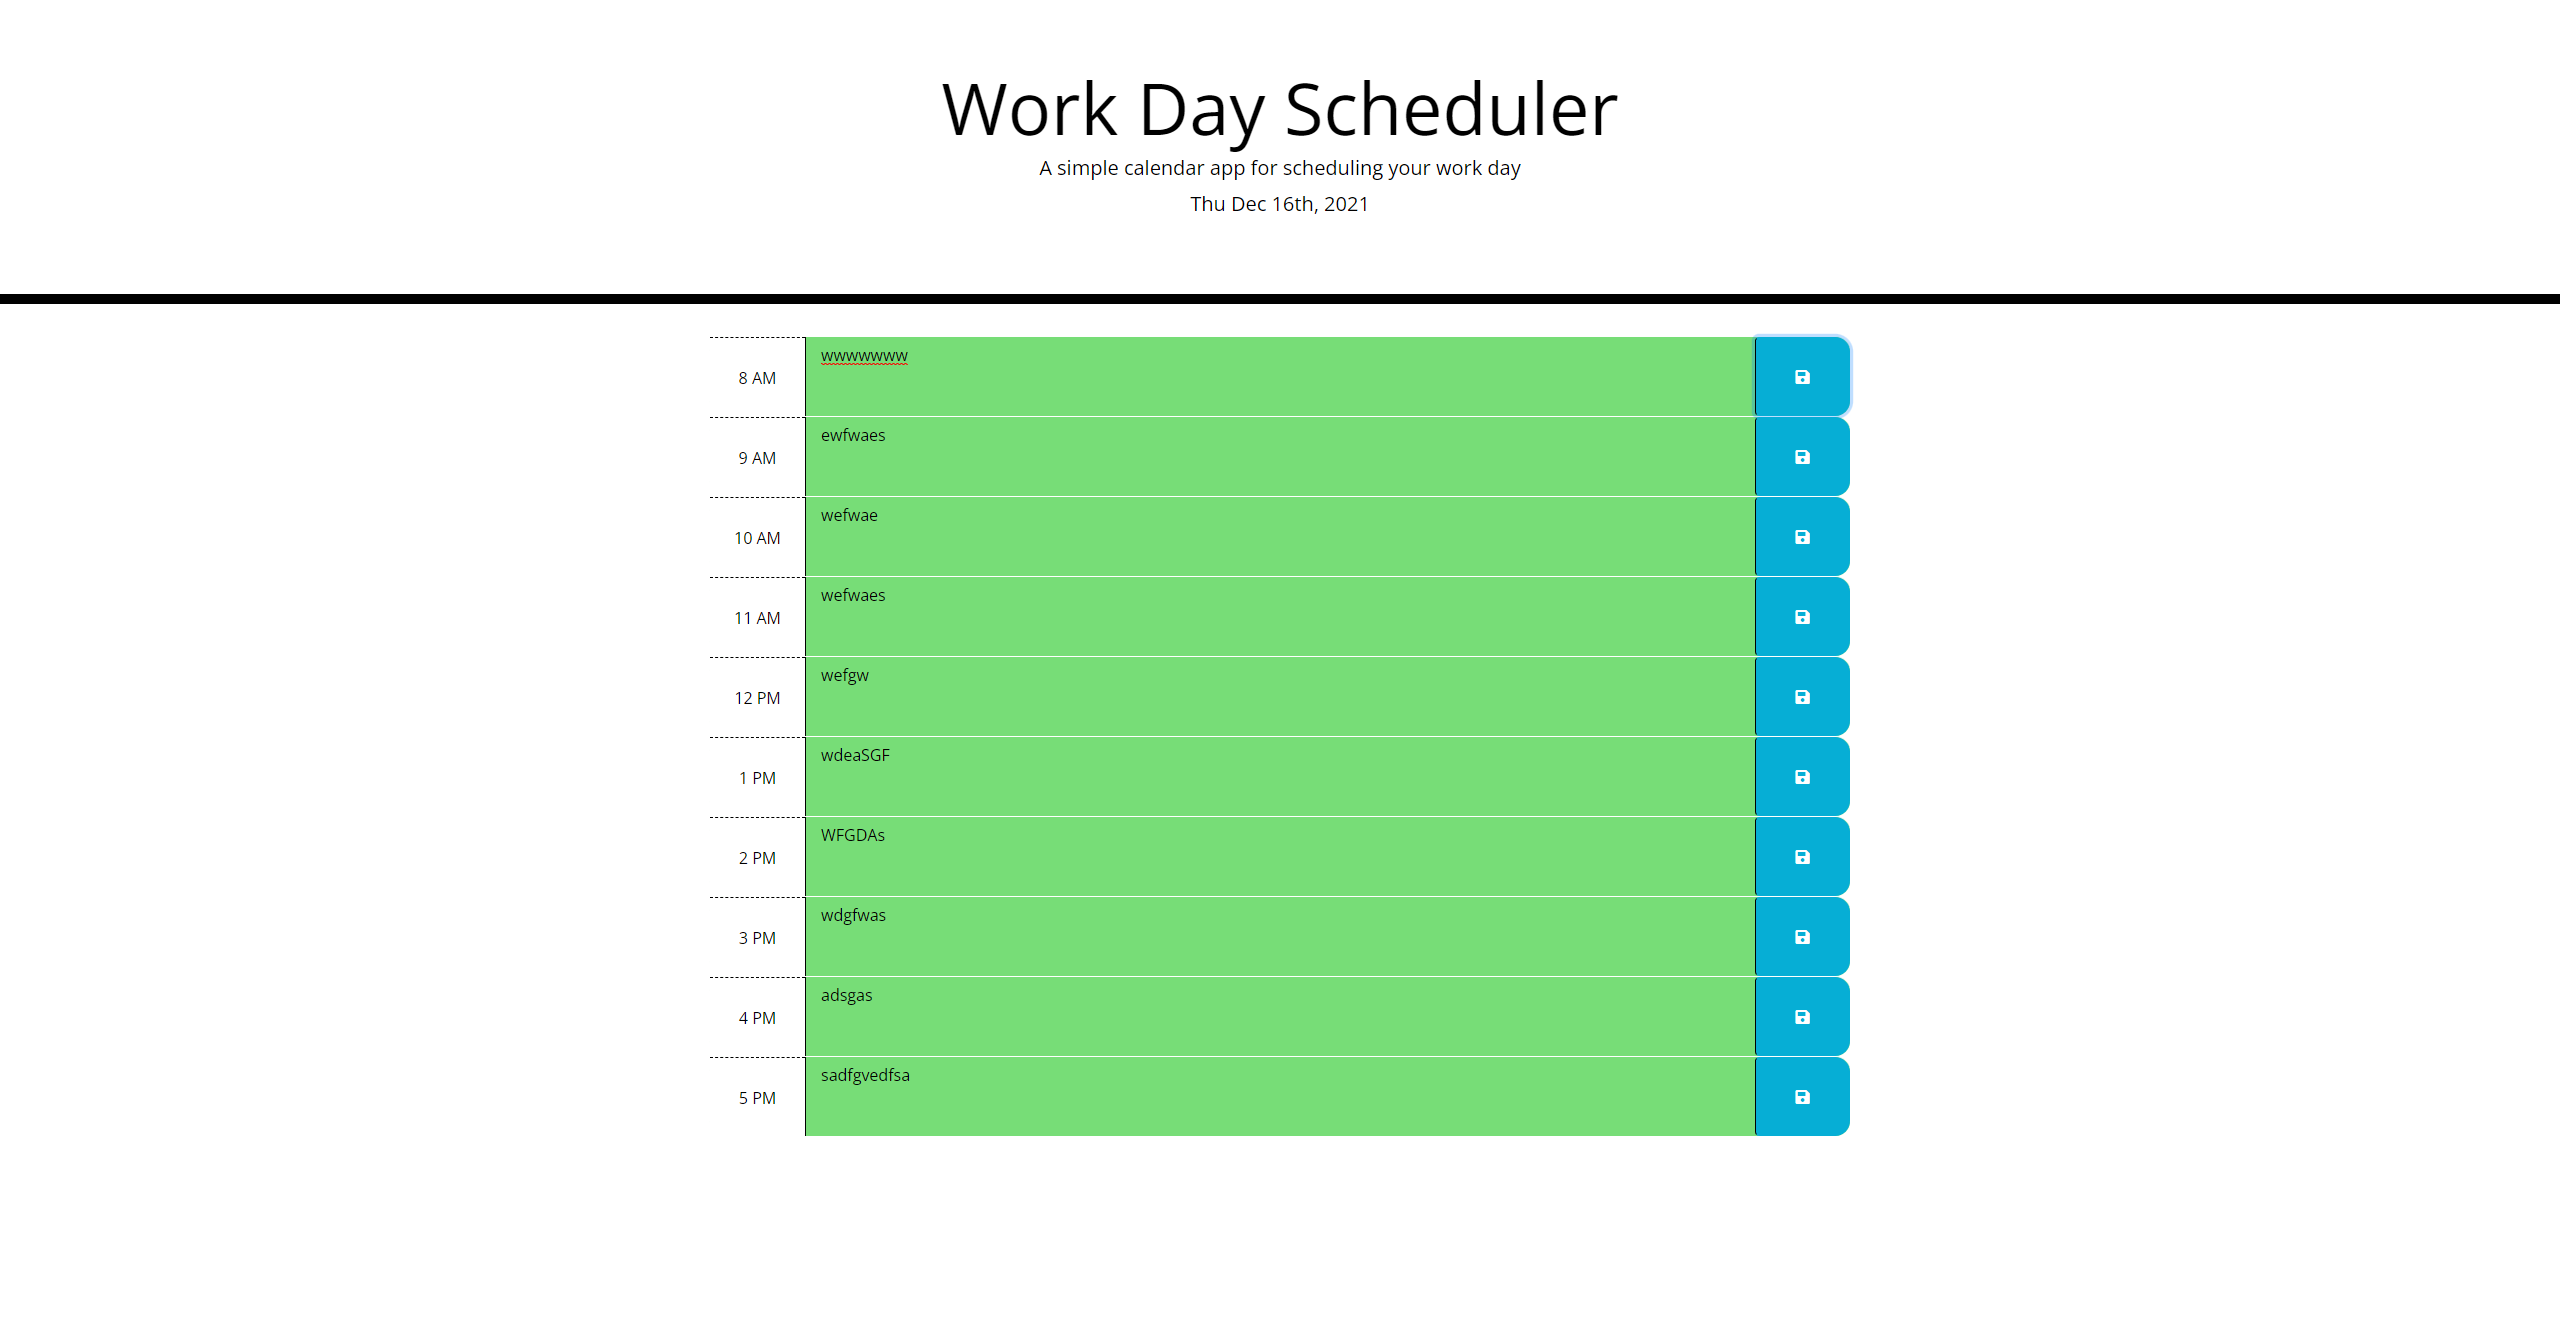 Work Day Scheduler
A simple calendar app for scheduling your work day
Thu Dec 16th, 2021
8 AM wwwwwww
9 AM ewfwaes
10 AM wefwae
11 AM wefwaes
12 PM wefgw
1 PM wdeaSGF
2 PM WFGDAs
3 PM wdgfwas
4 PM adsgas
5 PM sadfgvedfsa